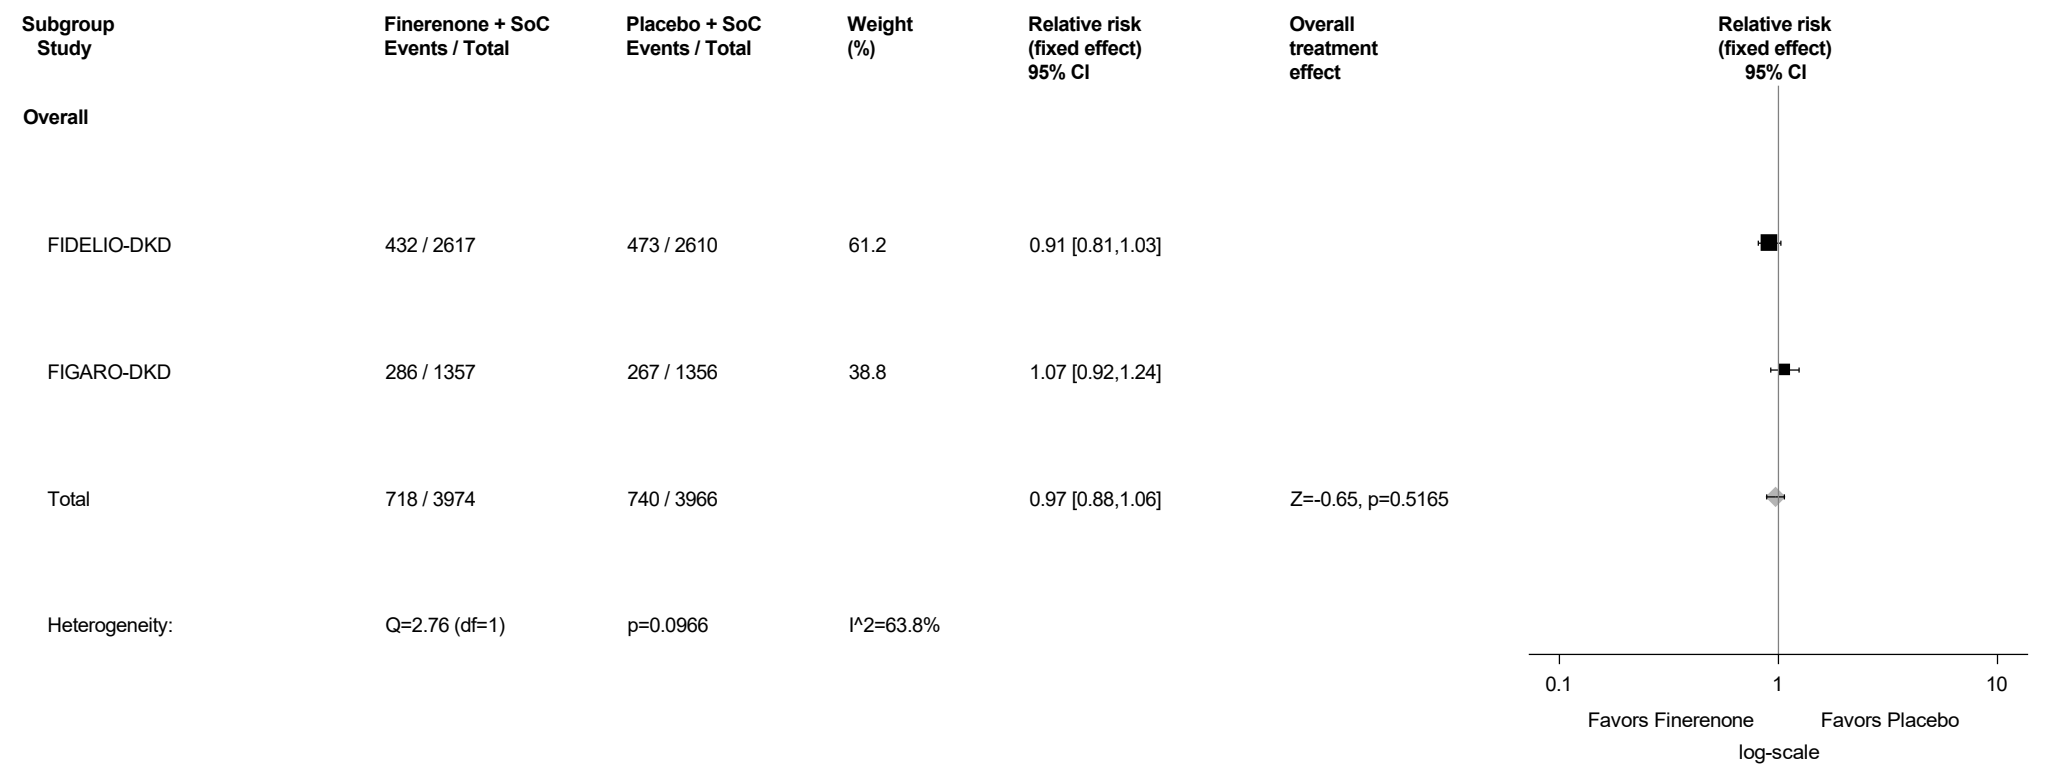 Subgroup Finerenone + SoC Placebo + SoC Weight Relative risk Overall Relative risk
Study Events / Total Events / Total (%) (fixed effect) treatment (fixed effect)
95% CI effect 95% CI
Overall
FIDELIO-DKD 432 / 2617 473 / 2610 61.2 0.91 [0.81,1.03]
FIGARO-DKD 286 / 1357 267 / 1356 38.8 1.07 [0.92,1.24]
Total 718 / 3974 740 / 3966 0.97 [0.88,1.06] Z=-0.65, p=0.5165
Heterogeneity: Q=2.76 (df=1) p=0.0966 I^2=63.8%
0.1 1 10
Favors Finerenone Favors Placebo
log-scale